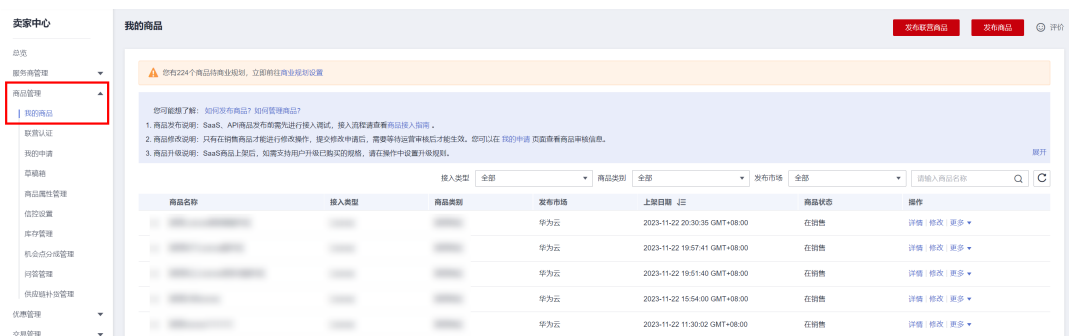 卖家中心
我的商品
发布联营商品
发布商品
评价
总览
服务商管理
商品管理
我的商品
联营认证
我的申请
草稿箱
商品属性管理
信控设置
库存管理
机会点分成管理
问答管理
供应链补货管理
优惠管理
交易管理
您有224个商品待商业规划，立即前往商业规划设置
您可能想了解： 如何发布商品? 如何管理商品?
1. 商品发布说明：SaaS、API商品发布前需先进行接入调试，接入流程请查看商品接入指南 。
2. 商品修改说明：只有在销售商品才能进行修改操作，提交修改申请后，需要等待运营审核后才能生效。您可以在 我的申请 页面查看商品审核信息。
3. 商品升级说明：SaaS商品上架后，如需支持用户升级已购买的规格，请在操作中设置升级规则。
展开
接入类型 全部 商品类别 全部 发布市场 全部 请输入商品名称
商品名称 接入类型 商品类别 发布市场 上架日期 商品状态 操作
华为云 2023-11-22 20:30:35 GMT+08:00 在销售 详情 修改 更多
华为云 2023-11-22 19:57:41 GMT+08:00 在销售 详情 修改 更多
华为云 2023-11-22 19:51:40 GMT+08:00 在销售 详情 修改 更多
华为云 2023-11-22 15:54:00 GMT+08:00 在销售 详情 修改 更多
华为云 2023-11-22 11:30:02 GMT+08:00 在销售 详情 修改 更多